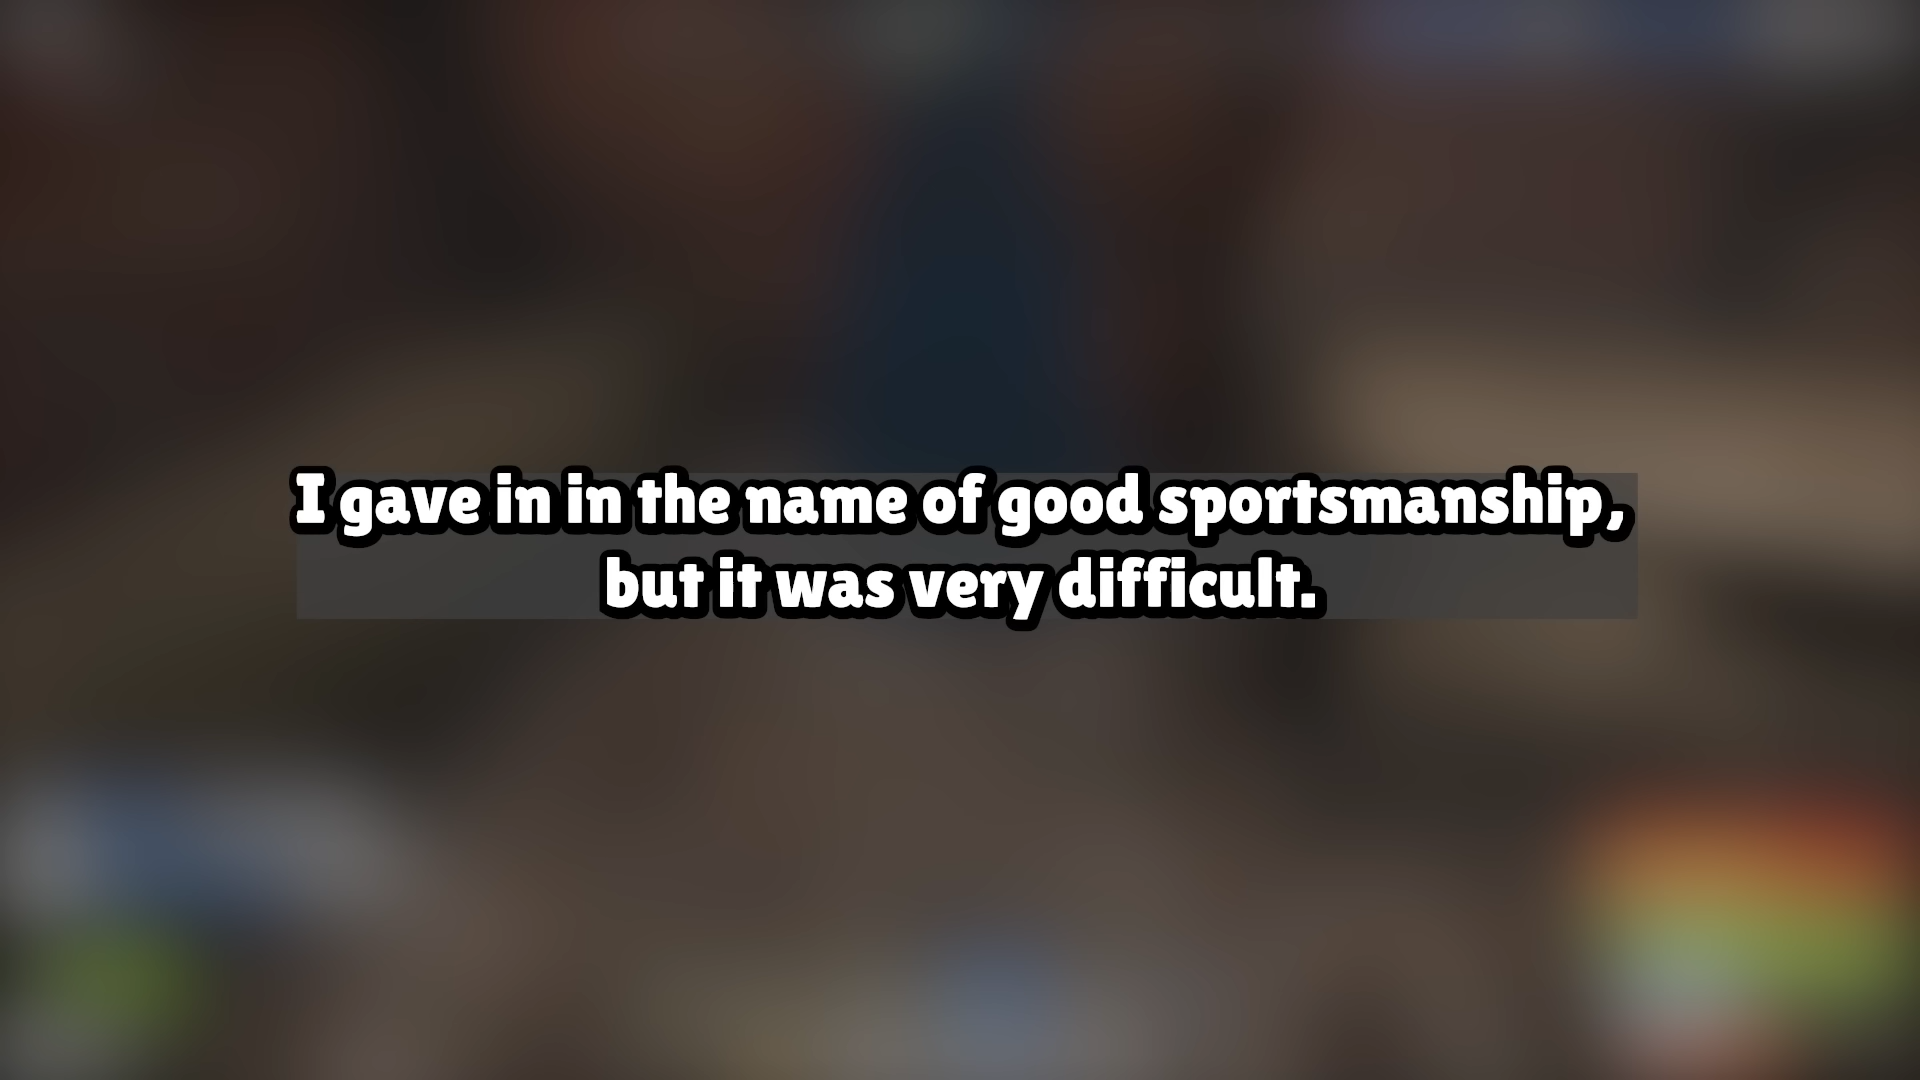 I gave in in the name of good sportsmanship,
but it was very difficult.